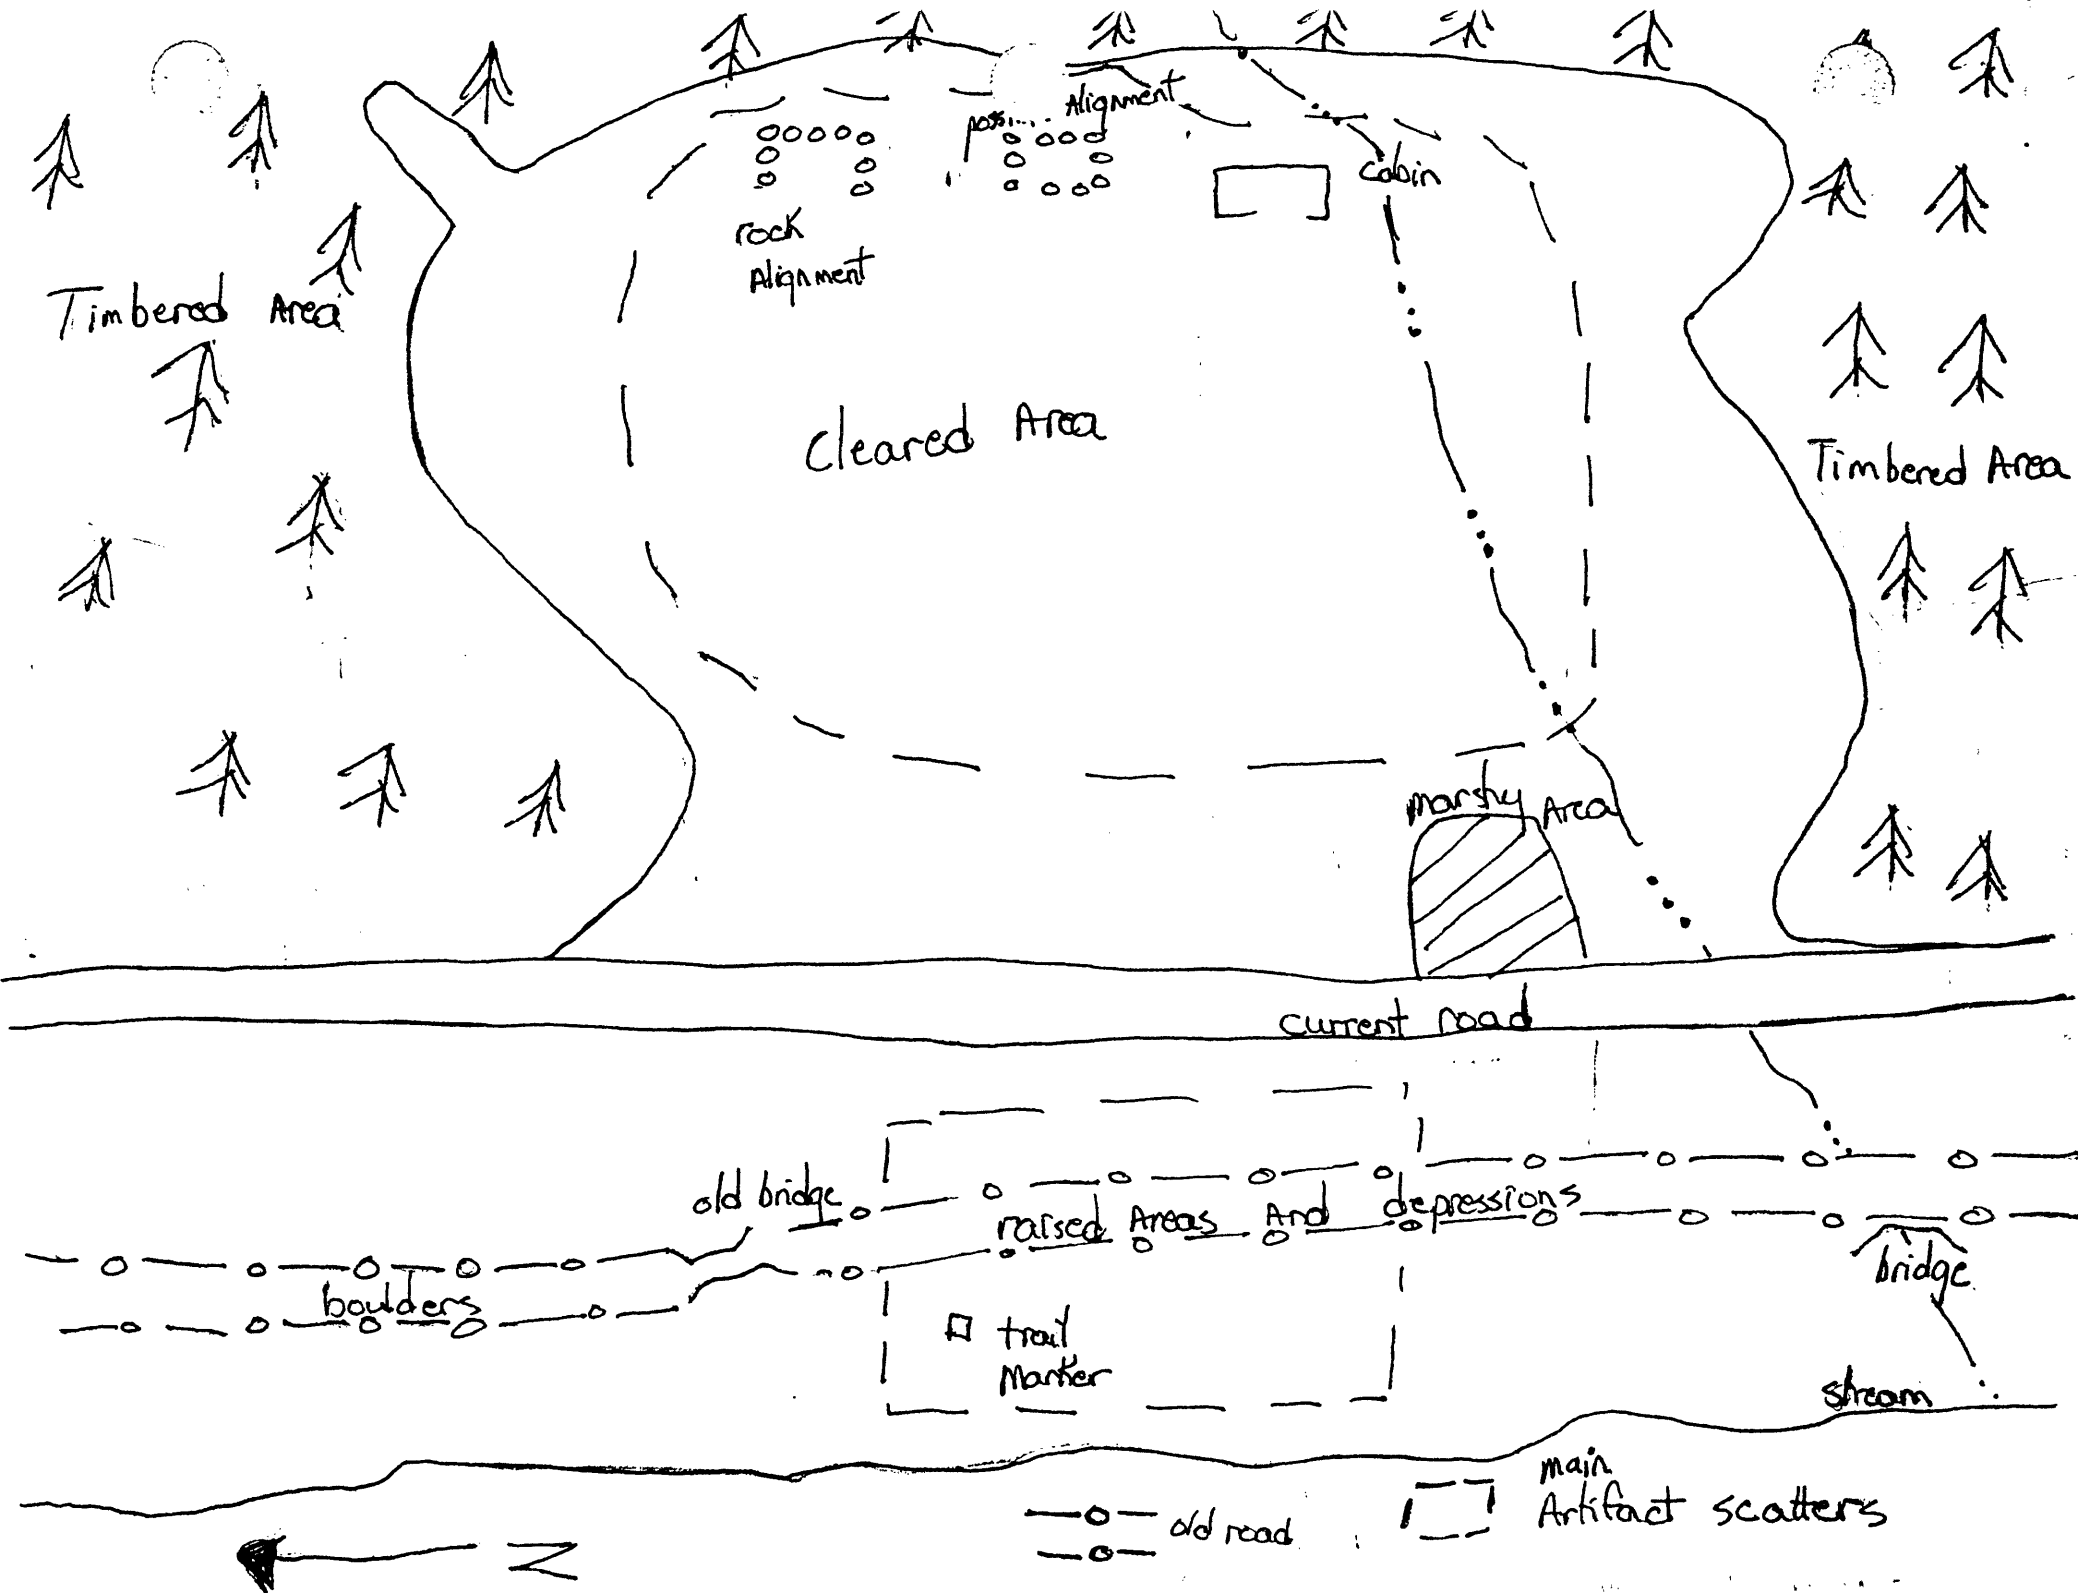 Alignment
cabin
rock
Alignment
Timbered Area
Cleared Area
Timbered Area
Marshy Area
current road
old bridge
raised Areas And depressions
bridge
boulders
trail
Marker
stream
main
Artifact scatters
old road
N